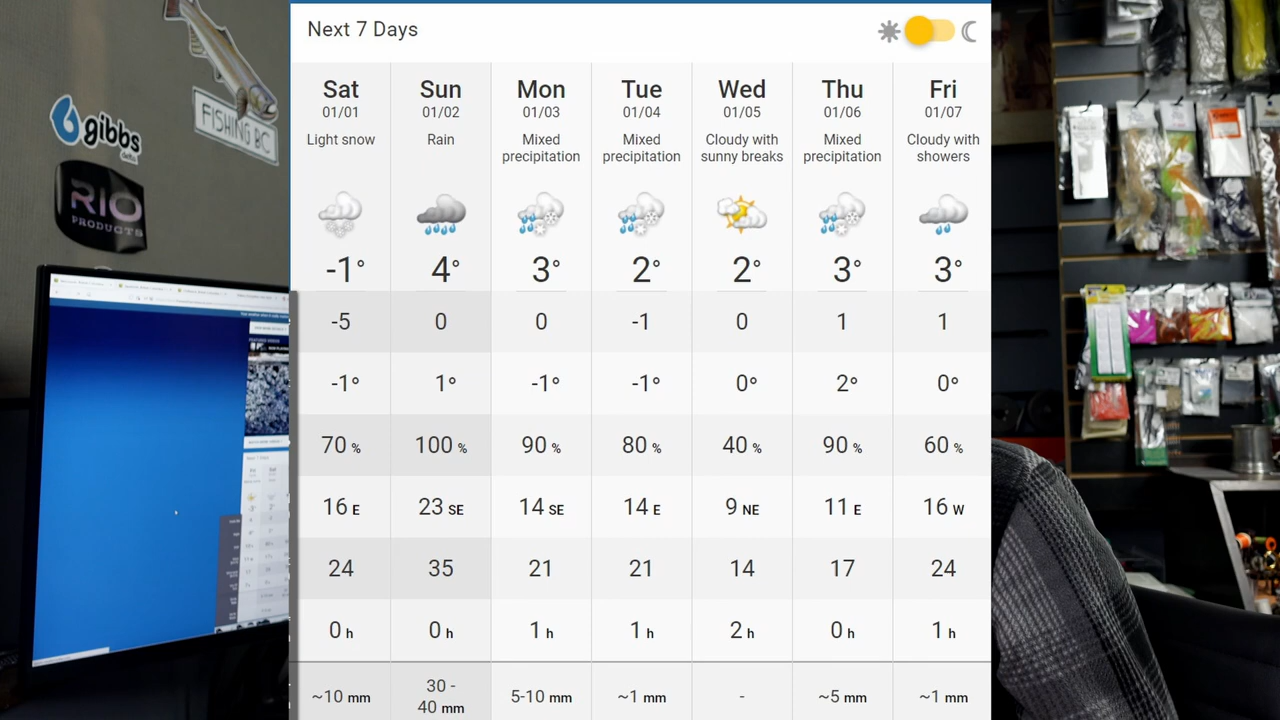 Next 7 Days
Sat Sun Mon Tue Wed Thu Fri
01/01 01/02 01/03 01/04 01/05 01/06 01/07
Light snow Rain Mixed precipitation Mixed precipitation Cloudy with sunny breaks Mixed precipitation Cloudy with showers
-1° 4° 3° 2° 2° 3° 3°
-5 0 0 -1 0 1 1
-1° 1° -1° -1° 0° 2° 0°
70 % 100 % 90 % 80 % 40 % 90 % 60 %
16 E 23 SE 14 SE 14 E 9 NE 11 E 16 W
24 35 21 21 14 17 24
0 h 0 h 1 h 1 h 2 h 0 h 1 h
~10 mm 30 - 40 mm 5-10 mm ~1 mm - ~5 mm ~1 mm
FISHING BC
gibbs
delta
RIO
PRODUCTS